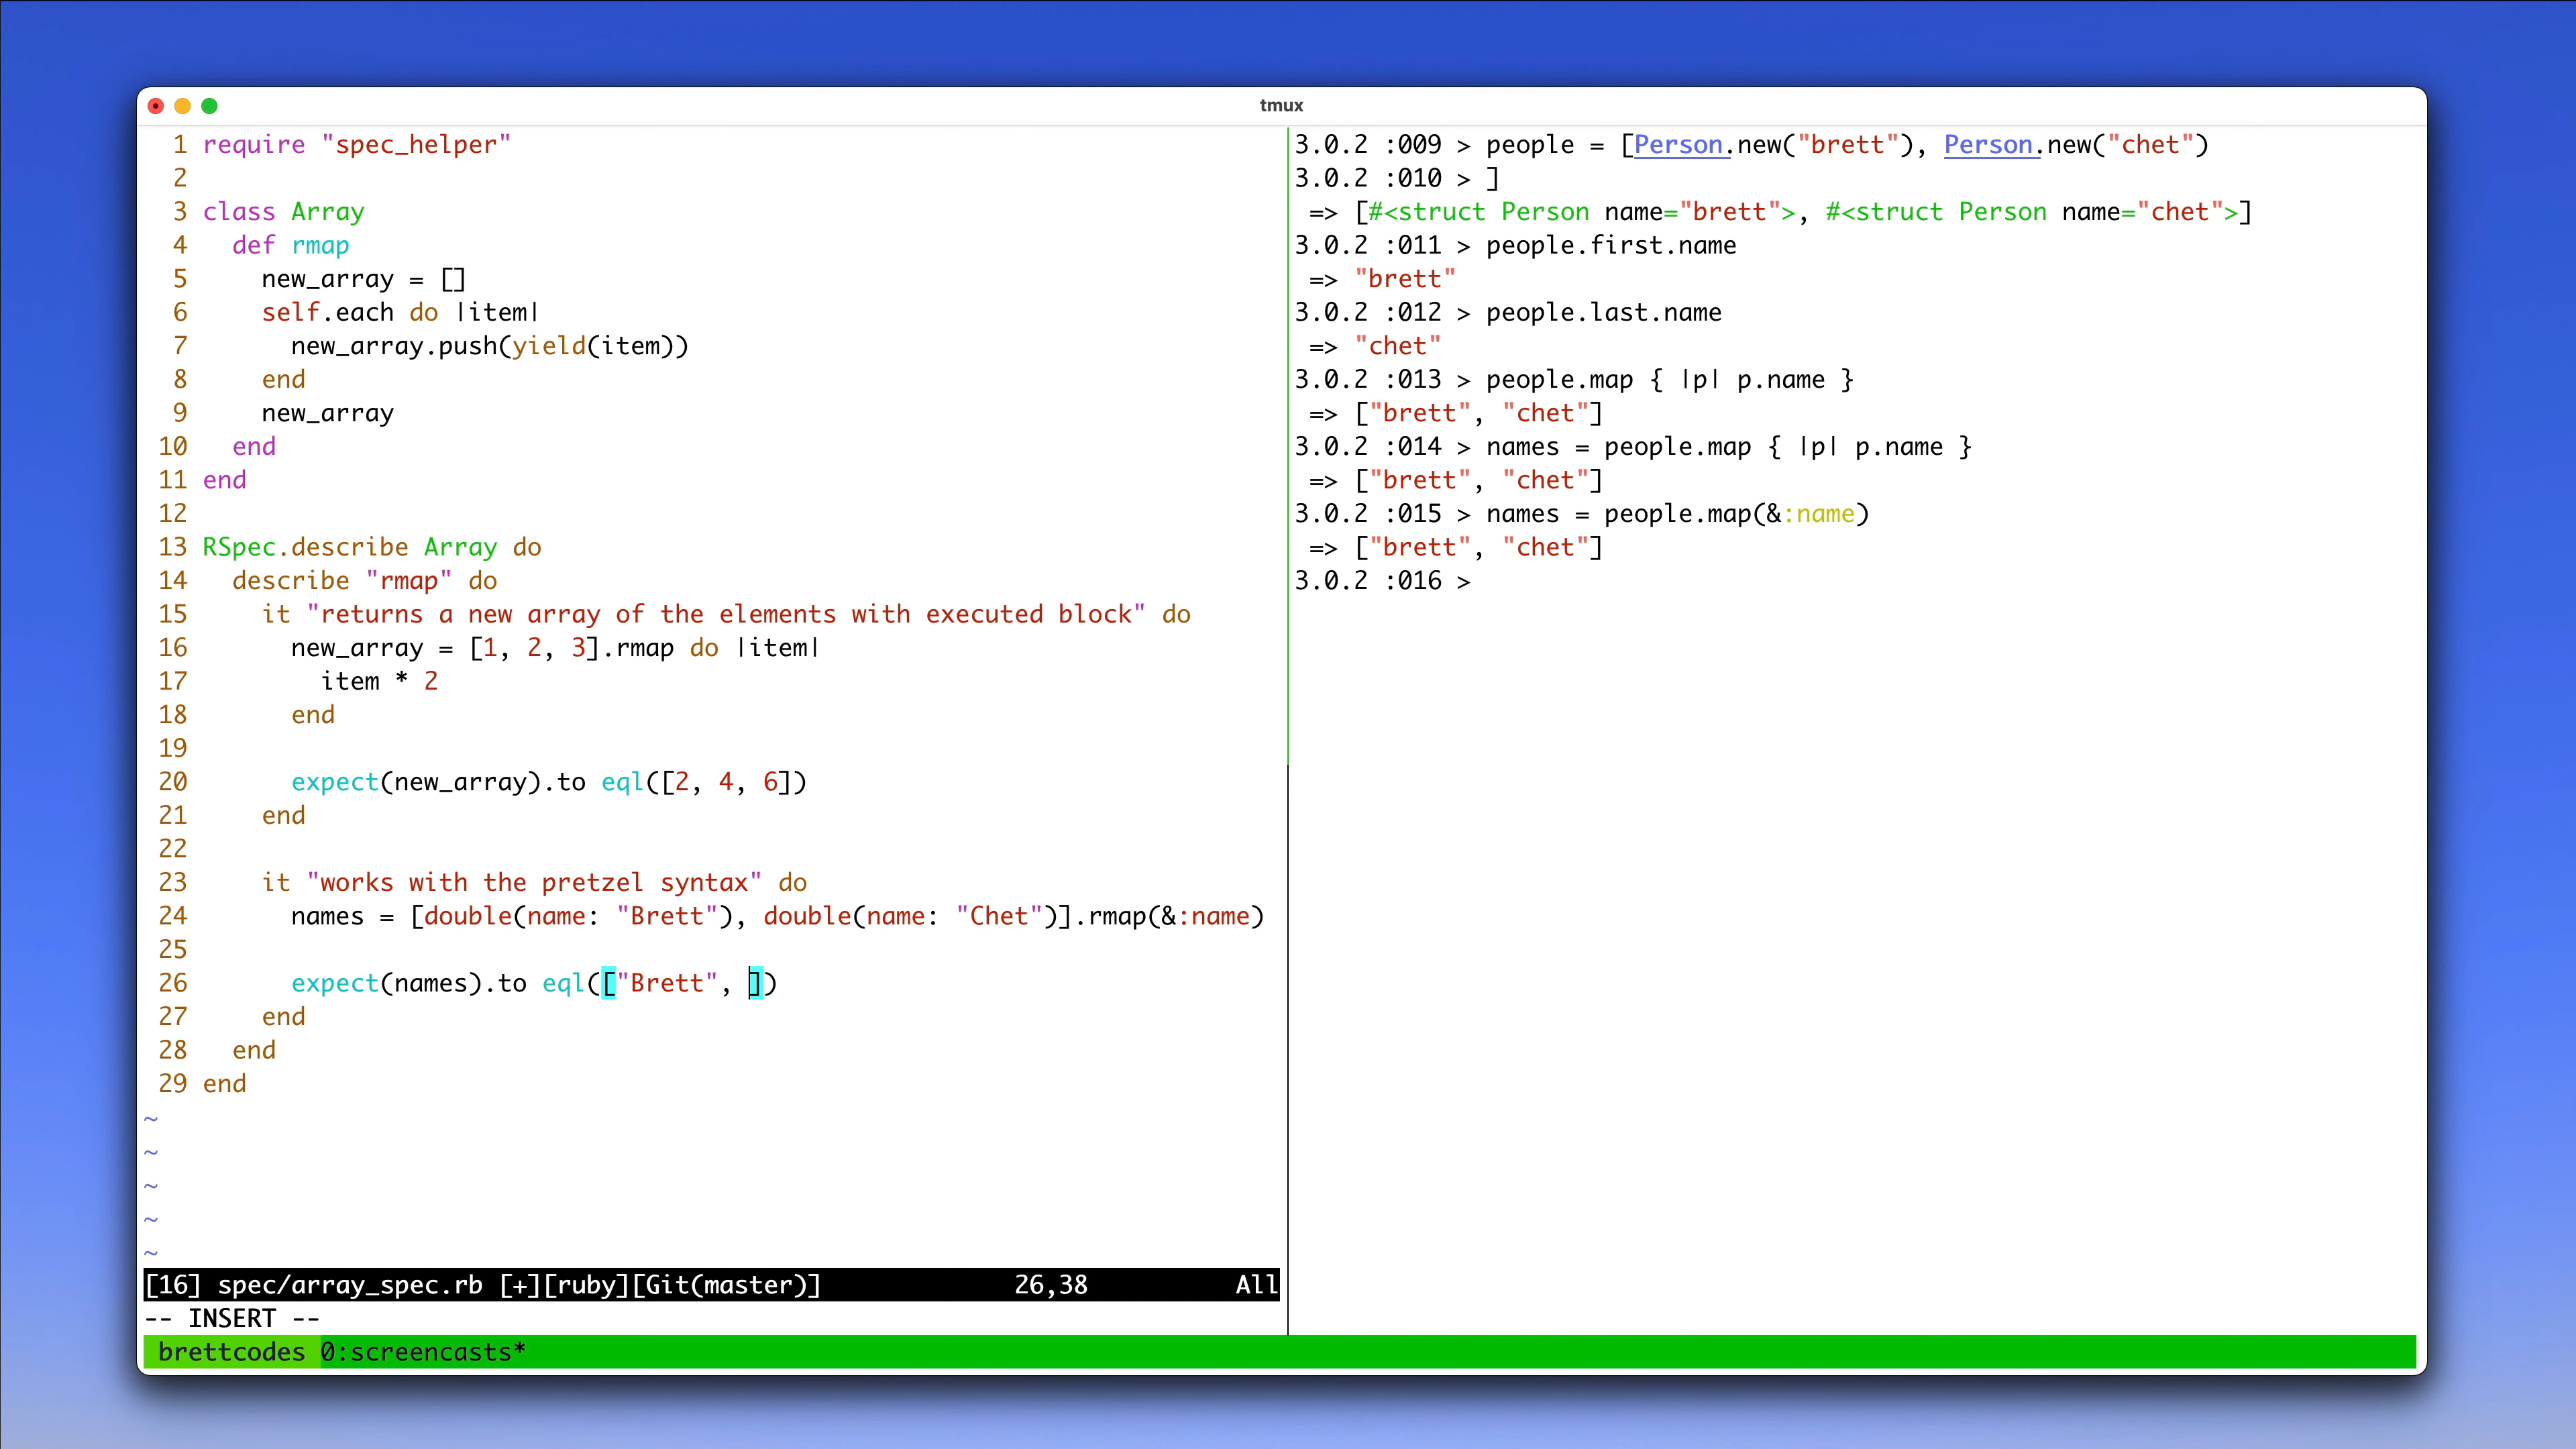 tmux
1 require "spec_helper"
2
3 class Array
4   def rmap
5     new_array = []
6     self.each do |item|
7       new_array.push(yield(item))
8     end
9     new_array
10   end
11 end
12
13 RSpec.describe Array do
14   describe "rmap" do
15     it "returns a new array of the elements with executed block" do
16       new_array = [1, 2, 3].rmap do |item|
17         item * 2
18       end
19
20       expect(new_array).to eql([2, 4, 6])
21     end
22
23     it "works with the pretzel syntax" do
24       names = [double(name: "Brett"), double(name: "Chet")].rmap(&:name)
25
26       expect(names).to eql(["Brett", ])
27     end
28   end
29 end
~
~
~
~
~
[16] spec/array_spec.rb [+][ruby][Git(master)] 26,38 All
-- INSERT --
3.0.2 :009 > people = [Person.new("brett"), Person.new("chet")
3.0.2 :010 > ]
 => [#<struct Person name="brett">, #<struct Person name="chet">]
3.0.2 :011 > people.first.name
 => "brett"
3.0.2 :012 > people.last.name
 => "chet"
3.0.2 :013 > people.map { |p| p.name }
 => ["brett", "chet"]
3.0.2 :014 > names = people.map { |p| p.name }
 => ["brett", "chet"]
3.0.2 :015 > names = people.map(&:name)
 => ["brett", "chet"]
3.0.2 :016 >
brettcodes 0:screencasts*